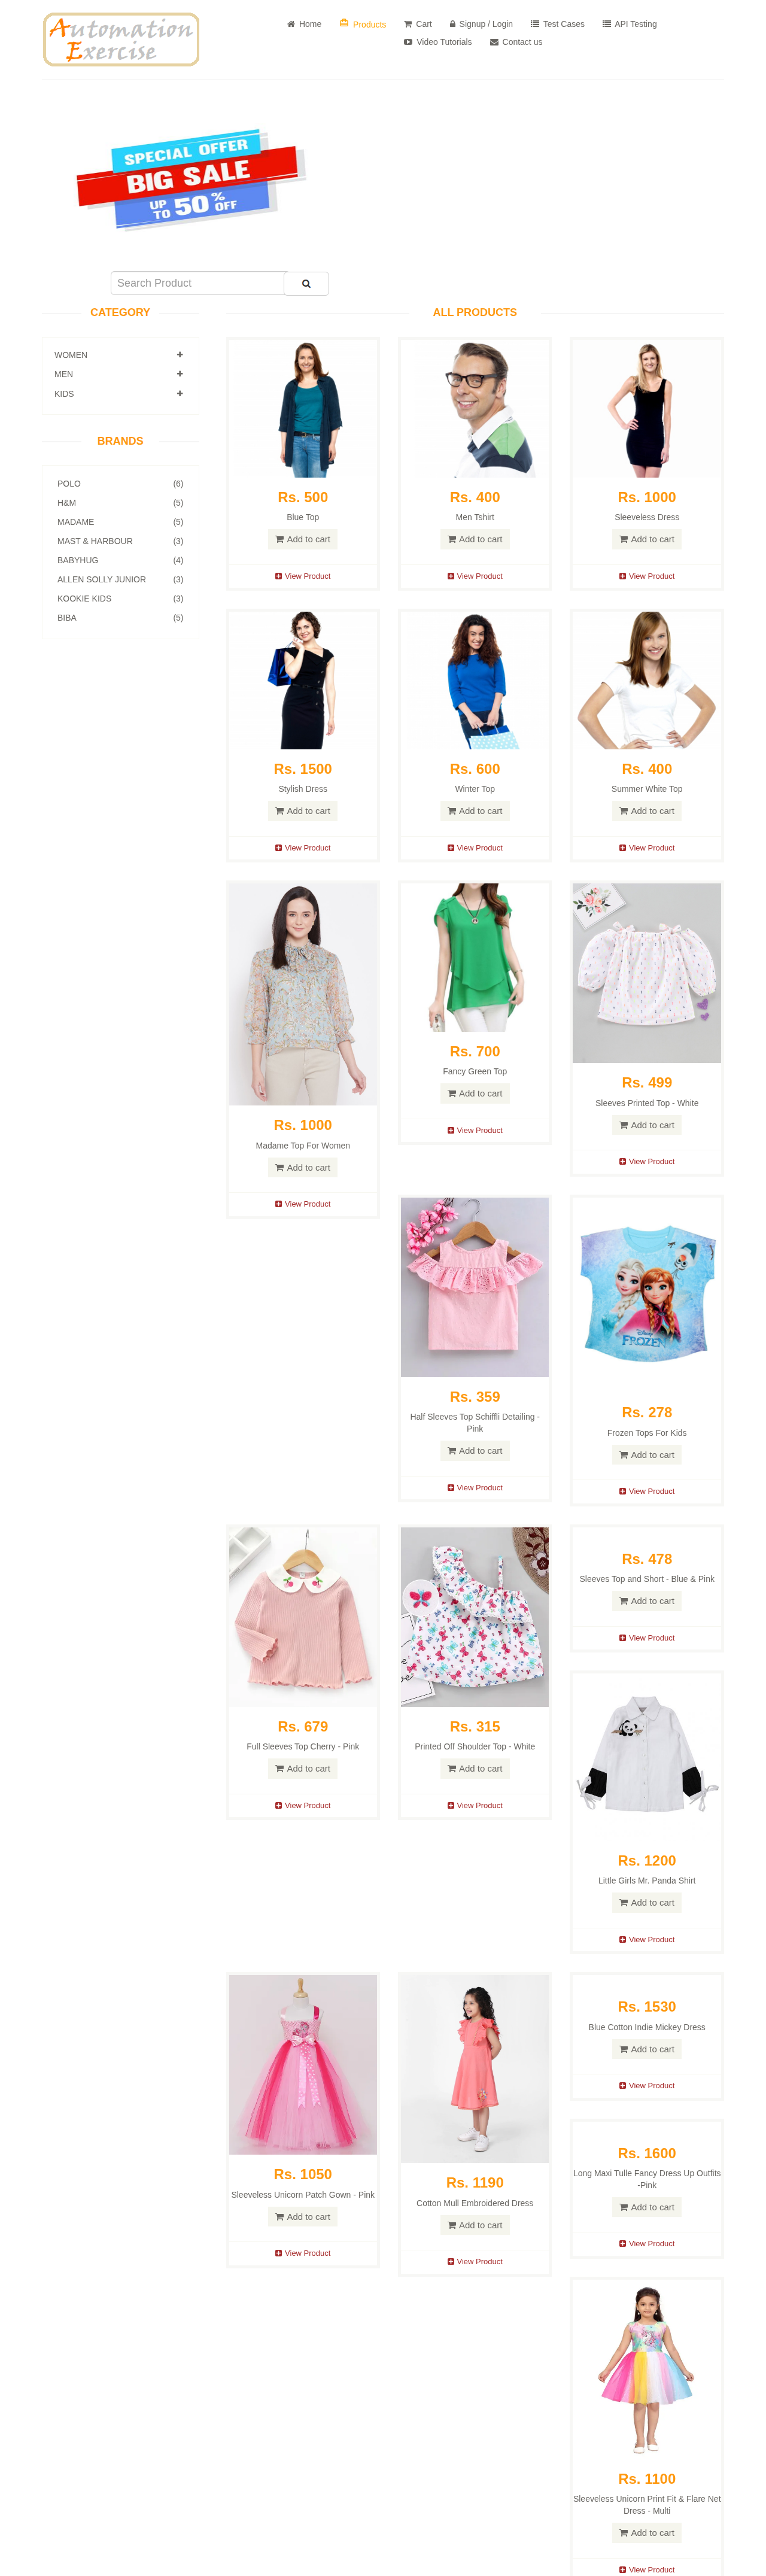 Automation
Exercise
Home
Products
Cart
Signup / Login
Test Cases
API Testing
Video Tutorials
Contact us
SPECIAL OFFER
BIG SALE
UP TO 50% OFF
Search Product
CATEGORY
WOMEN
MEN
KIDS
BRANDS
POLO (6)
H&M (5)
MADAME (5)
MAST & HARBOUR (3)
BABYHUG (4)
ALLEN SOLLY JUNIOR (3)
KOOKIE KIDS (3)
BIBA (5)
ALL PRODUCTS
Rs. 500
Blue Top
Add to cart
View Product
Rs. 400
Men Tshirt
Add to cart
View Product
Rs. 1000
Sleeveless Dress
Add to cart
View Product
Rs. 1500
Stylish Dress
Add to cart
View Product
Rs. 600
Winter Top
Add to cart
View Product
Rs. 400
Summer White Top
Add to cart
View Product
Rs. 1000
Madame Top For Women
Add to cart
View Product
Rs. 700
Fancy Green Top
Add to cart
View Product
Rs. 499
Sleeves Printed Top - White
Add to cart
View Product
Rs. 359
Half Sleeves Top Schiffli Detailing -
Pink
Add to cart
View Product
FROZEN
Rs. 278
Frozen Tops For Kids
Add to cart
View Product
Rs. 679
Full Sleeves Top Cherry - Pink
Add to cart
View Product
Rs. 315
Printed Off Shoulder Top - White
Add to cart
View Product
Rs. 478
Sleeves Top and Short - Blue & Pink
Add to cart
View Product
Rs. 1200
Little Girls Mr. Panda Shirt
Add to cart
View Product
Rs. 1050
Sleeveless Unicorn Patch Gown - Pink
Add to cart
View Product
Rs. 1190
Cotton Mull Embroidered Dress
Add to cart
View Product
Rs. 1530
Blue Cotton Indie Mickey Dress
Add to cart
View Product
Rs. 1600
Long Maxi Tulle Fancy Dress Up Outfits
-Pink
Add to cart
View Product
Rs. 1100
Sleeveless Unicorn Print Fit & Flare Net
Dress - Multi
Add to cart
View Product